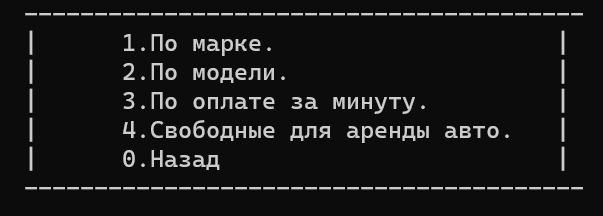 1.По марке.
2.По модели.
3.По оплате за минуту.
4.Свободные для аренды авто.
0.Назад